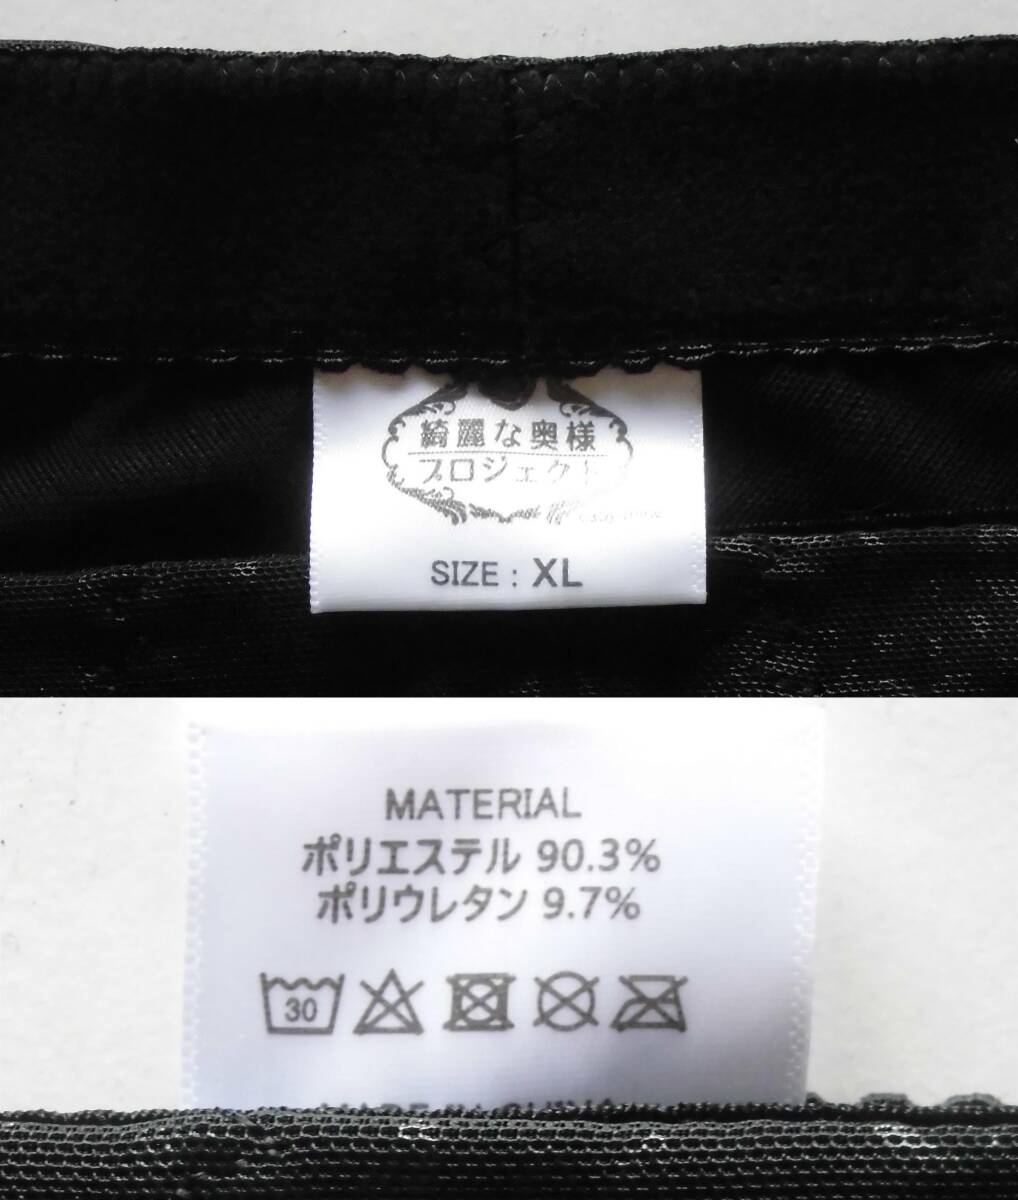 綺麗な奥様
プロジェクト
SIZE : XL
MATERIAL
ポリエステル 90.3%
ポリウレタン 9.7%
30